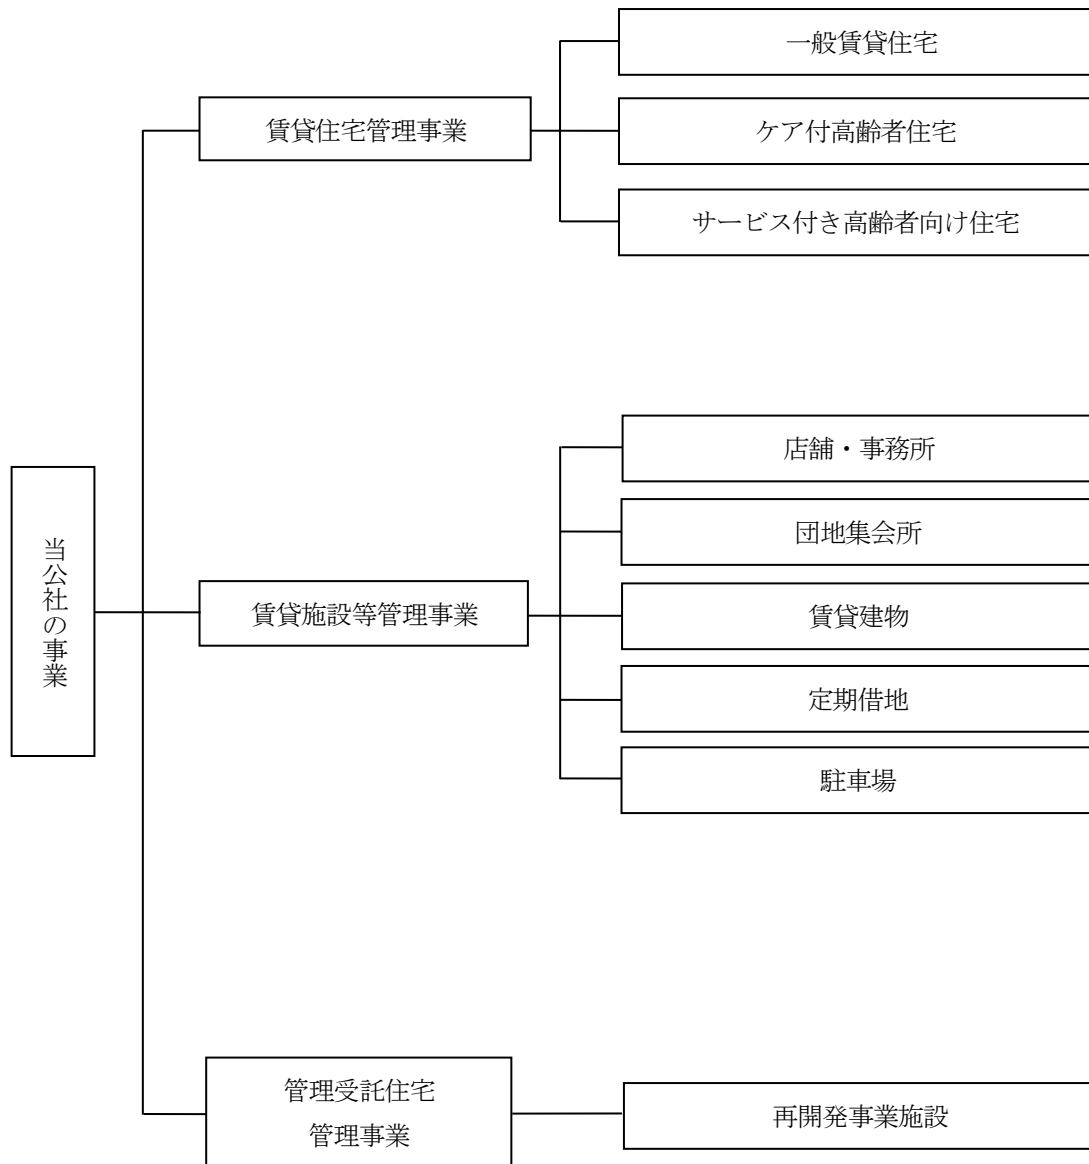 当公社の事業
賃貸住宅管理事業
一般賃貸住宅
ケア付高齢者住宅
サービス付き高齢者向け住宅
賃貸施設等管理事業
店舗・事務所
団地集会所
賃貸建物
定期借地
駐車場
管理受託住宅
管理事業
再開発事業施設